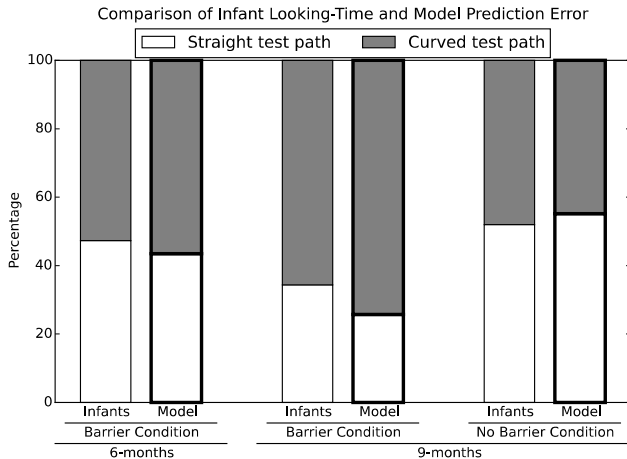 Comparison of Infant Looking-Time and Model Prediction Error
Straight test path Curved test path
100
80
60
40
20
0
Percentage
Infants Model Infants Model Infants Model
Barrier Condition Barrier Condition No Barrier Condition
6-months 9-months